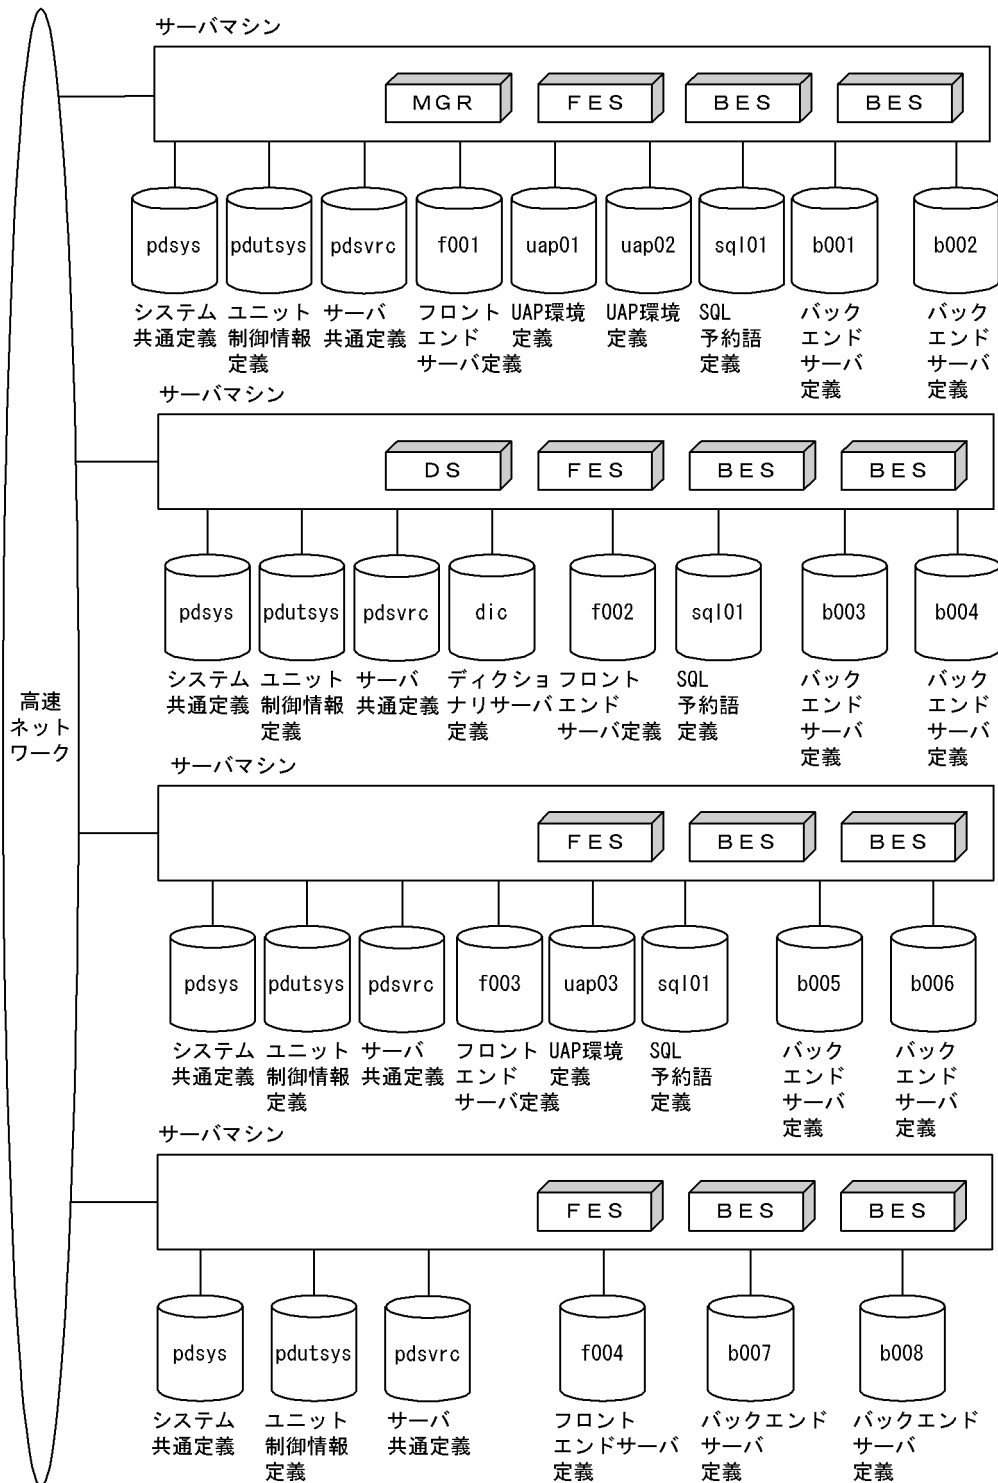 サーバマシン
MGR
FES
BES
BES
pdsys
pdutsys
pdsvrc
f001
uap01
uap02
sql01
b001
b002
システム
共通定義
ユニット
制御情報
定義
サーバ
共通定義
フロント
エンド
サーバ定義
UAP環境
定義
UAP環境
定義
SQL
予約語
定義
バック
エンド
サーバ
定義
バック
エンド
サーバ
定義
サーバマシン
DS
FES
BES
BES
pdsys
pdutsys
pdsvrc
dic
f002
sql01
b003
b004
システム
共通定義
ユニット
制御情報
定義
サーバ
共通定義
ディクショ
ナリサーバ
定義
フロント
エンド
サーバ定義
SQL
予約語
定義
バック
エンド
サーバ
定義
バック
エンド
サーバ
定義
高速
ネット
ワーク
サーバマシン
FES
BES
BES
pdsys
pdutsys
pdsvrc
f003
uap03
sql01
b005
b006
システム
共通定義
ユニット
制御情報
定義
サーバ
共通定義
フロント
エンド
サーバ定義
UAP環境
定義
SQL
予約語
定義
バック
エンド
サーバ
定義
バック
エンド
サーバ
定義
サーバマシン
FES
BES
BES
pdsys
pdutsys
pdsvrc
f004
b007
b008
システム
共通定義
ユニット
制御情報
定義
サーバ
共通定義
フロント
エンドサーバ
定義
バックエンド
サーバ
定義
バックエンド
サーバ
定義